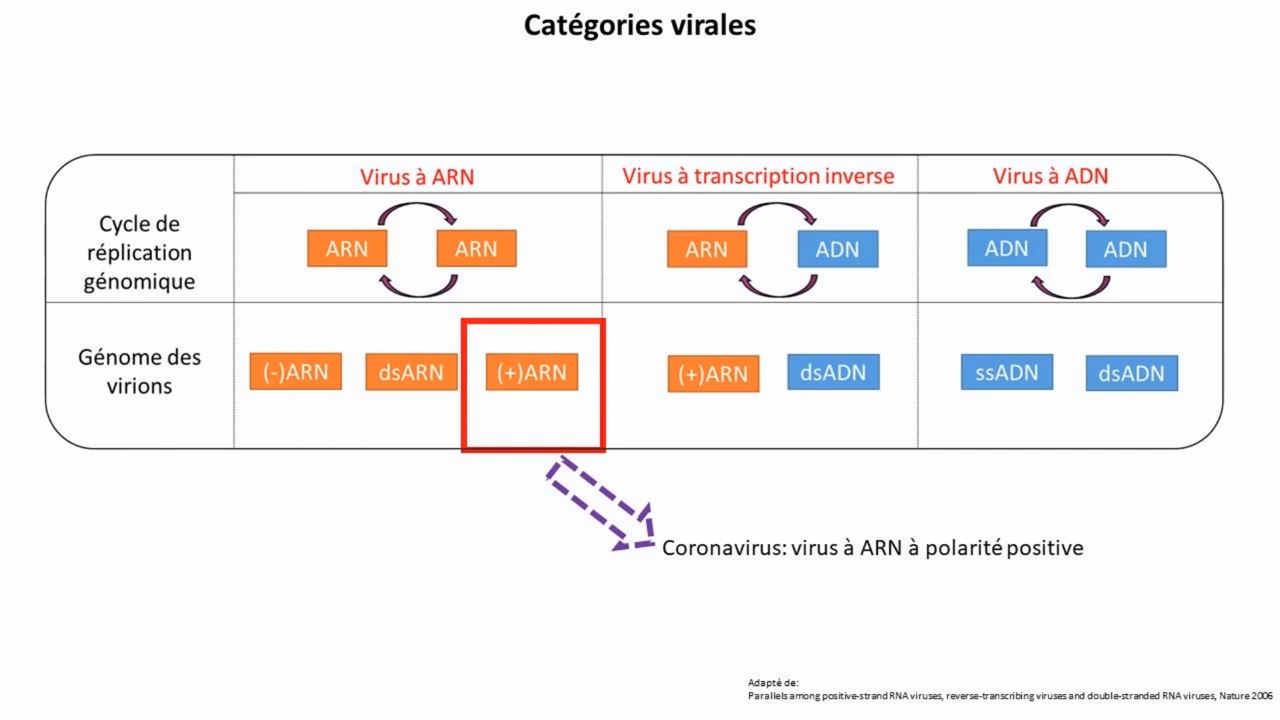 Catégories virales
Virus à ARN
Virus à transcription inverse
Virus à ADN
Cycle de
réplication
génomique
ARN
ARN
ARN
ADN
ADN
ADN
Génome des
virions
(-)ARN
dsARN
(+)ARN
(+)ARN
dsADN
ssADN
dsADN
Coronavirus: virus à ARN à polarité positive
Adapté de:
Parallels among positive-strand RNA viruses, reverse-transcribing viruses and double-stranded RNA viruses, Nature 2006